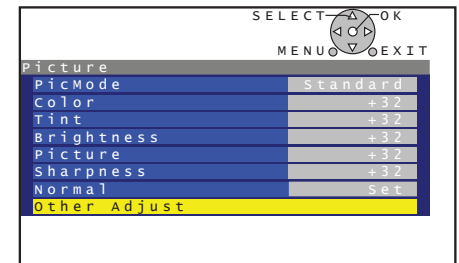 SELECT OK
MENU EXIT
Picture
PicMode Standard
Color +32
Tint +32
Brightness +32
Picture +32
Sharpness +32
Normal Set
Other Adjust